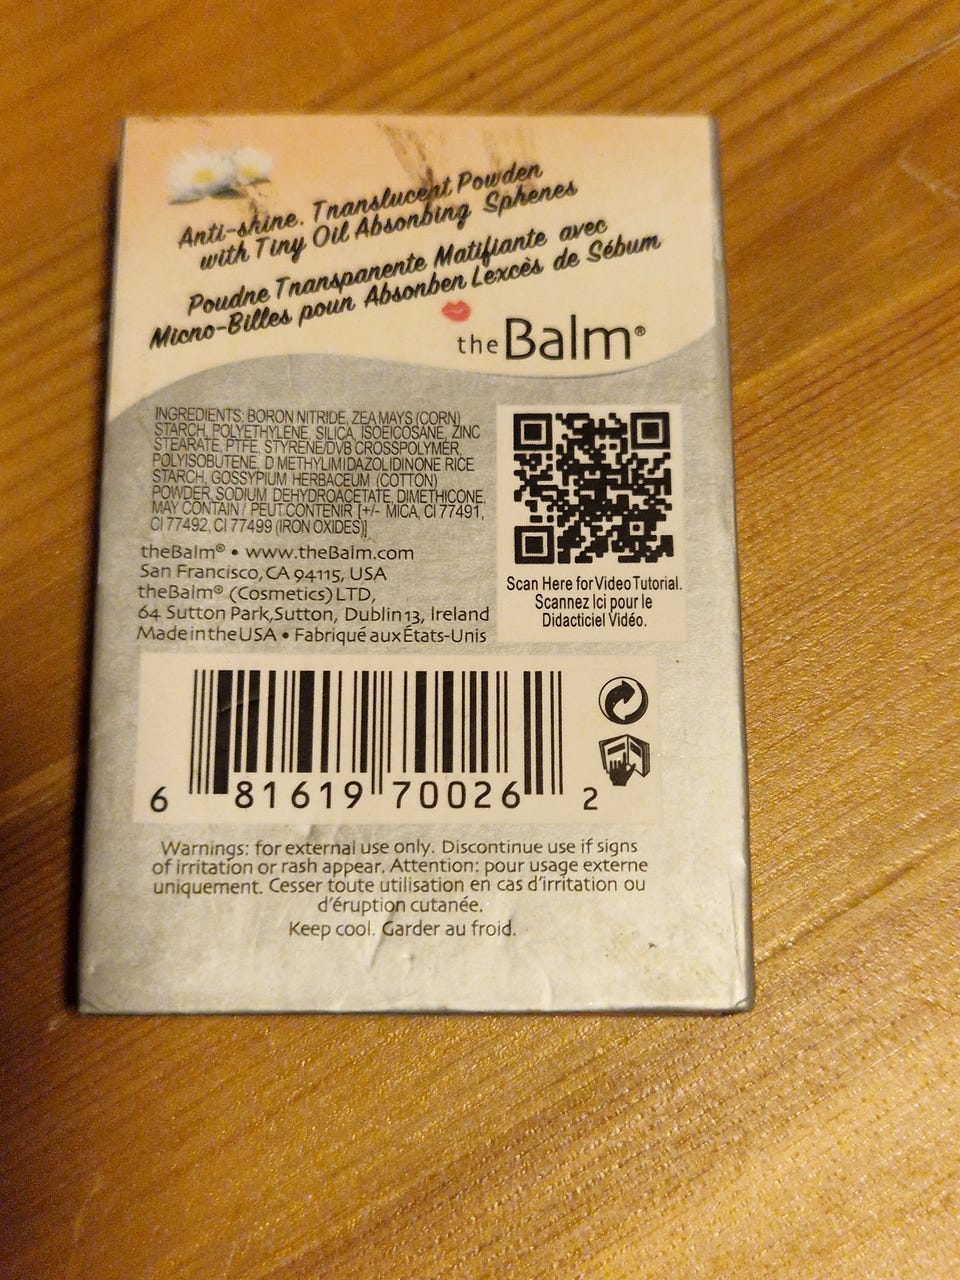 Anti-shine. Translucent Powder
with Tiny Oil Absorbing Spheres
Poudre Transparente Matifiante avec
Micro-Billes pour Absorber Lexcès de Sébum
theBalm®
INGREDIENTS: BORON NITRIDE, ZEA MAYS (CORN)
STARCH, POLYETHYLENE, SILICA, ISOEICOSANE, ZINC
STEARATE, PTFE, STYRENE/DVB CROSSPOLYMER,
POLYISOBUTENE, D METHYLIMIDAZOLIDINONE RICE
STARCH, GOSSYPIUM HERBACEUM (COTTON)
POWDER, SODIUM DEHYDROACETATE, DIMETHICONE.
MAY CONTAIN / PEUT CONTENIR [+/- MICA, CI 77491,
CI 77492, CI 77499 (IRON OXIDES)]
theBalm® • www.theBalm.com
San Francisco, CA 94115, USA
theBalm® (Cosmetics) LTD,
64 Sutton Park, Sutton, Dublin 13, Ireland
Made in the USA • Fabriqué aux États-Unis
Scan Here for Video Tutorial.
Scannez Ici pour le
Didacticiel Vidéo.
6 81619 70026 2
Warnings: for external use only. Discontinue use if signs
of irritation or rash appear. Attention: pour usage externe
uniquement. Cesser toute utilisation en cas d'irritation ou
d'éruption cutanée.
Keep cool. Garder au froid.